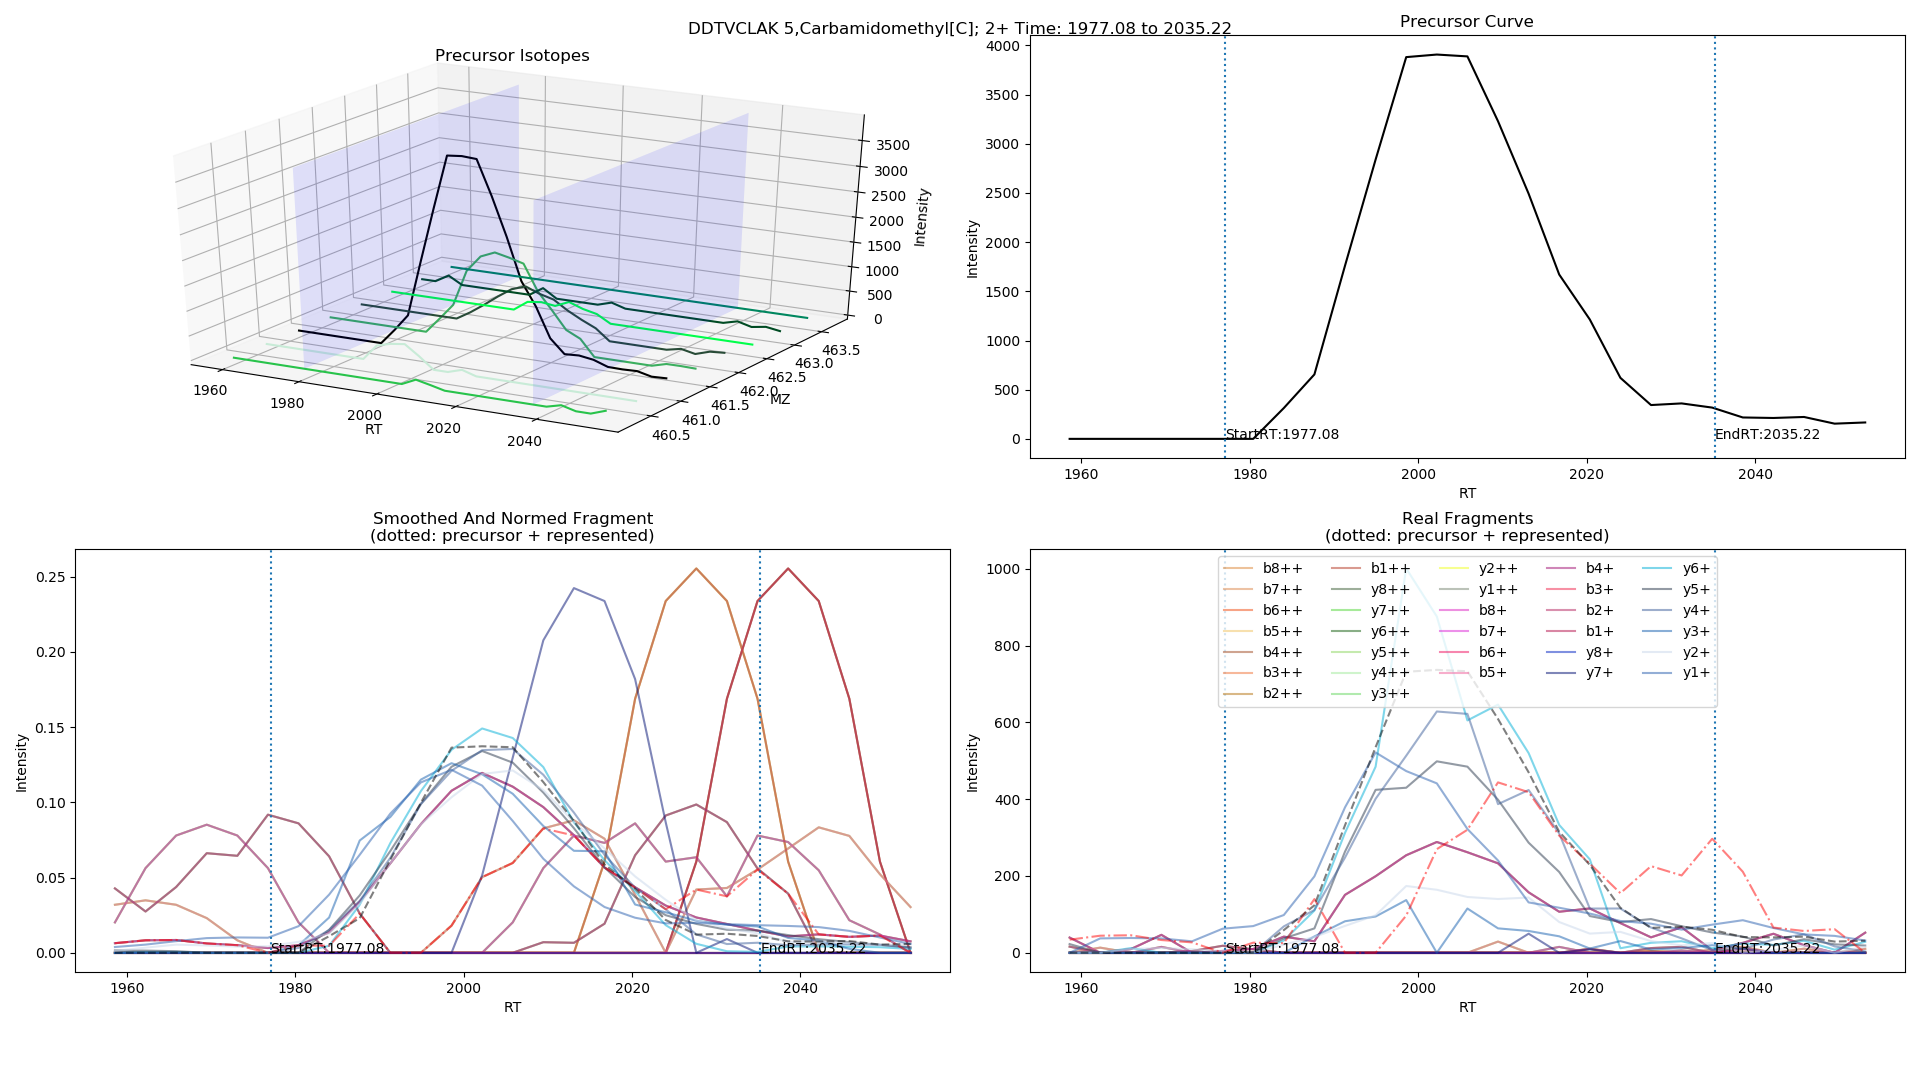 DDTVCLAK 5,Carbamidomethyl[C]; 2+ Time: 1977.08 to 2035.22
Precursor Isotopes
3500
3000
2500
2000
1500
1000
500
0
Intensity
1960
1980
2000
2020
2040
RT
460.5
461.0
461.5
462.0
462.5
463.0
463.5
MZ
Precursor Curve
4000
3500
3000
2500
2000
1500
1000
500
0
Intensity
StartRT:1977.08
EndRT:2035.22
1960 1980 2000 2020 2040
RT
Smoothed And Normed Fragment
(dotted: precursor + represented)
0.25
0.20
0.15
0.10
0.05
0.00
Intensity
StartRT:1977.08
EndRT:2035.22
1960 1980 2000 2020 2040
RT
Real Fragments
(dotted: precursor + represented)
b8++ b1++ y2++ b4+ y6+
b7++ y8++ y1++ b3+ y5+
b6++ y7++ b8+ b2+ y4+
b5++ y6++ b7+ b1+ y3+
b4++ y5++ b6+ y8+ y2+
b3++ y4++ b5+ y7+ y1+
b2++ y3++
1000
800
600
400
200
0
Intensity
StartRT:1977.08
EndRT:2035.22
1960 1980 2000 2020 2040
RT